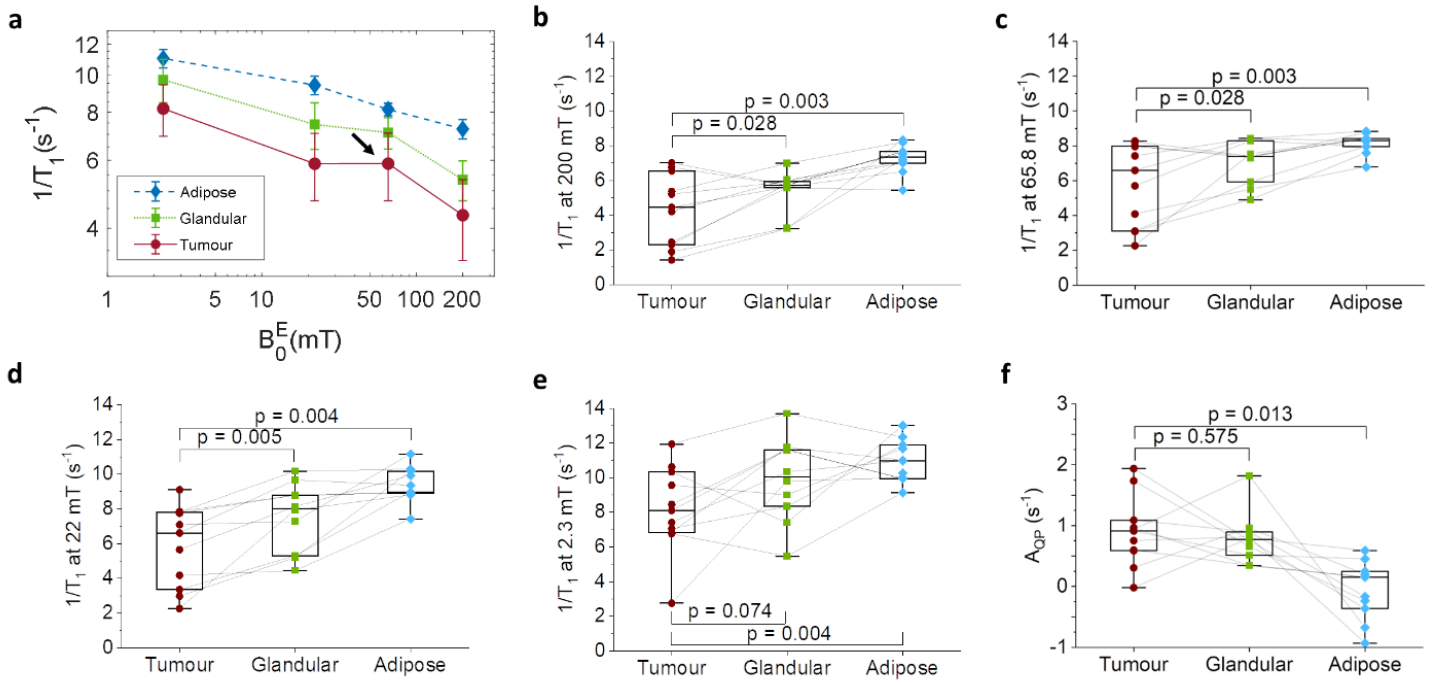 a
12
10
8
6
4
1/T1 (s-1)
Adipose
Glandular
Tumour
1 5 10 50 100 200
B0E(mT)
b
14
12
10
8
6
4
2
0
1/T1 at 200 mT (s-1)
p = 0.003
p = 0.028
Tumour Glandular Adipose
c
14
12
10
8
6
4
2
0
1/T1 at 65.8 mT (s-1)
p = 0.003
p = 0.028
Tumour Glandular Adipose
d
14
12
10
8
6
4
2
0
1/T1 at 22 mT (s-1)
p = 0.004
p = 0.005
Tumour Glandular Adipose
e
14
12
10
8
6
4
2
0
1/T1 at 2.3 mT (s-1)
p = 0.074
p = 0.004
Tumour Glandular Adipose
f
3
2
1
0
-1
AQP (s-1)
p = 0.013
p = 0.575
Tumour Glandular Adipose